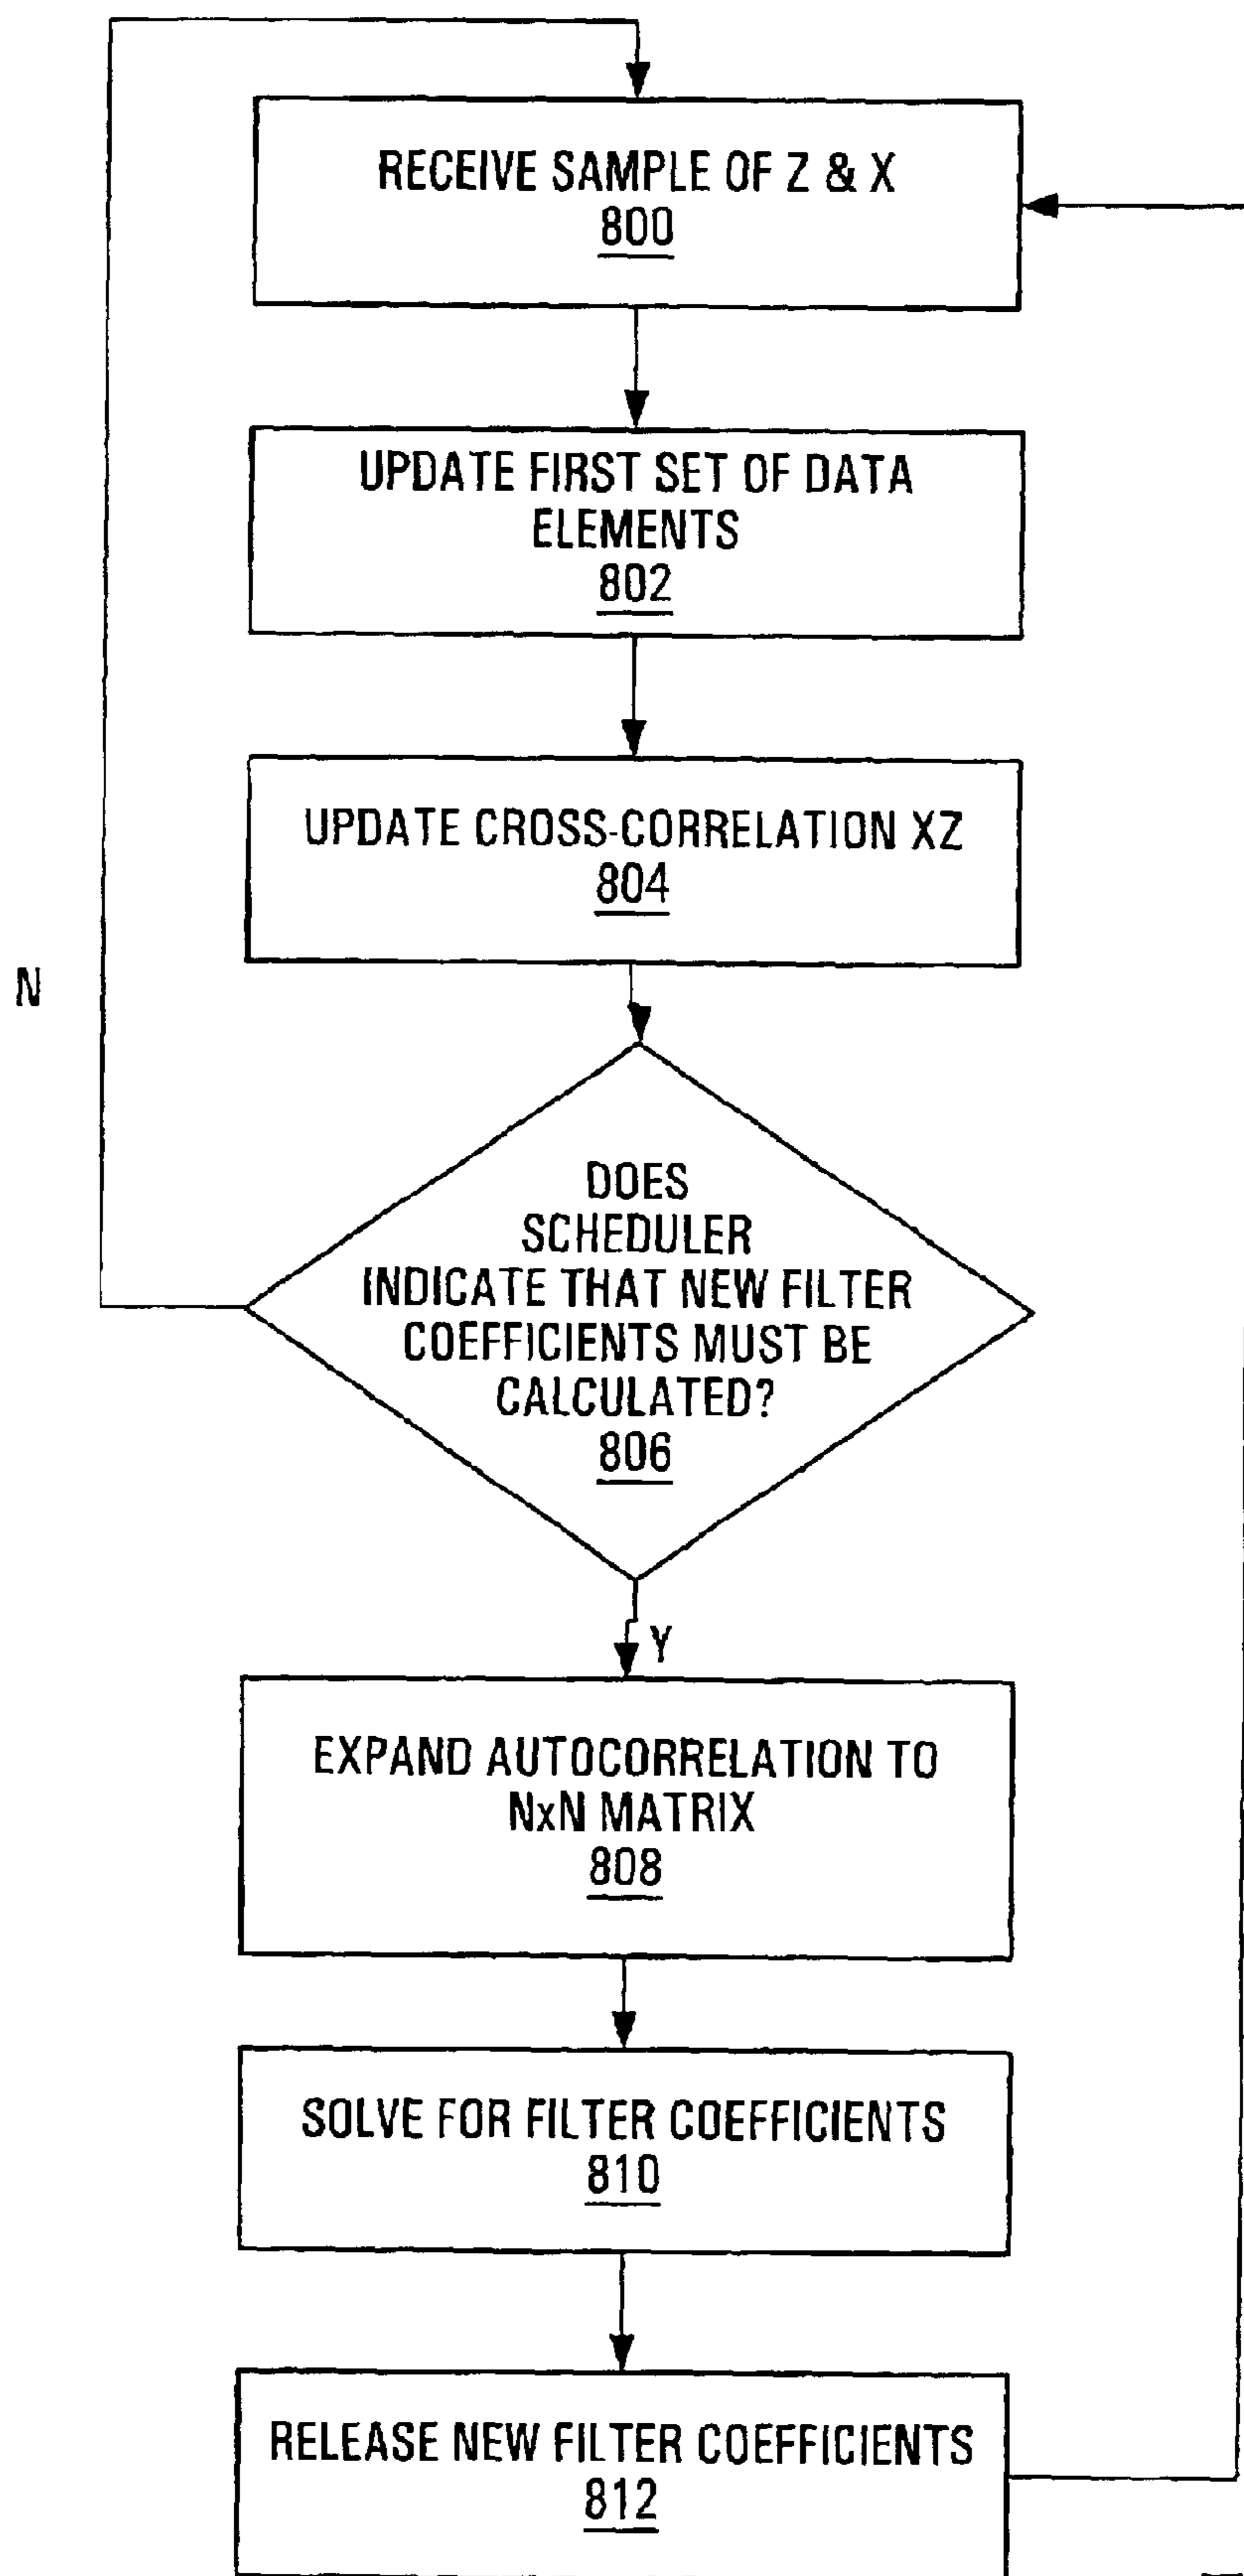 RECEIVE SAMPLE OF Z & X
800
UPDATE FIRST SET OF DATA
ELEMENTS
802
UPDATE CROSS-CORRELATION XZ
804
N
DOES
SCHEDULER
INDICATE THAT NEW FILTER
COEFFICIENTS MUST BE
CALCULATED?
806
Y
EXPAND AUTOCORRELATION TO
NxN MATRIX
808
SOLVE FOR FILTER COEFFICIENTS
810
RELEASE NEW FILTER COEFFICIENTS
812